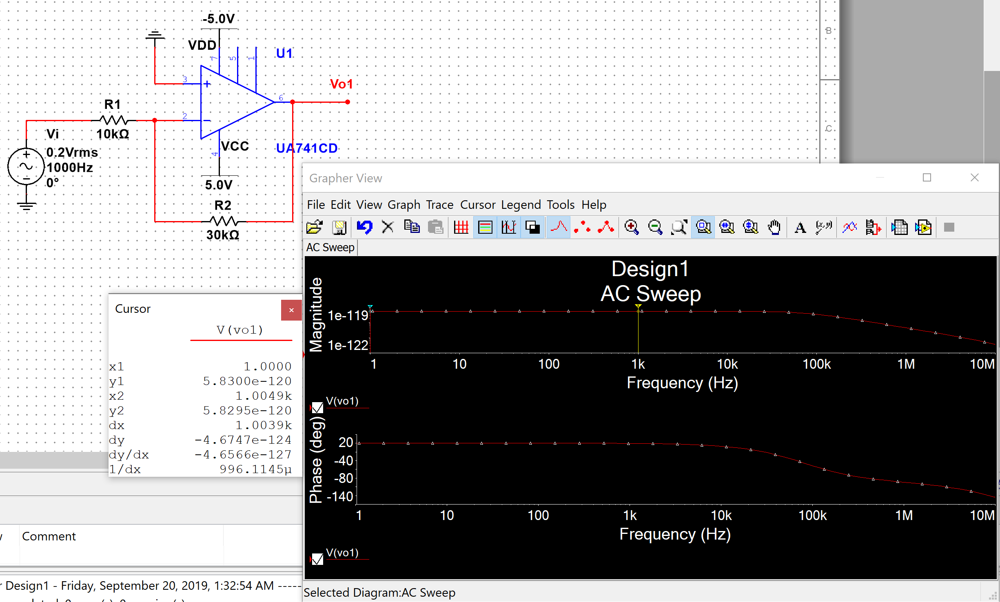 -5.0V
VDD
7
5
1
U1
3
+
Vo1
6
R1
2
Vi
10kΩ
0.2Vrms
1000Hz
0°
4
VCC
UA741CD
5.0V
R2
30kΩ
B
C
Grapher View
File Edit View Graph Trace Cursor Legend Tools Help
AC Sweep
Design1
AC Sweep
Magnitude
1e-119
1e-122
1 10 100 1k 10k 100k 1M 10M
Frequency (Hz)
V(vo1)
Phase (deg)
20
-40
-80
-140
1 10 100 1k 10k 100k 1M 10M
Frequency (Hz)
V(vo1)
Selected Diagram:AC Sweep
Cursor
V(vo1)
x1 1.0000
y1 5.8300e-120
x2 1.0049k
y2 5.8295e-120
dx 1.0039k
dy -4.6747e-124
dy/dx -4.6566e-127
1/dx 996.1145µ
Comment
Design1 - Friday, September 20, 2019, 1:32:54 AM -----